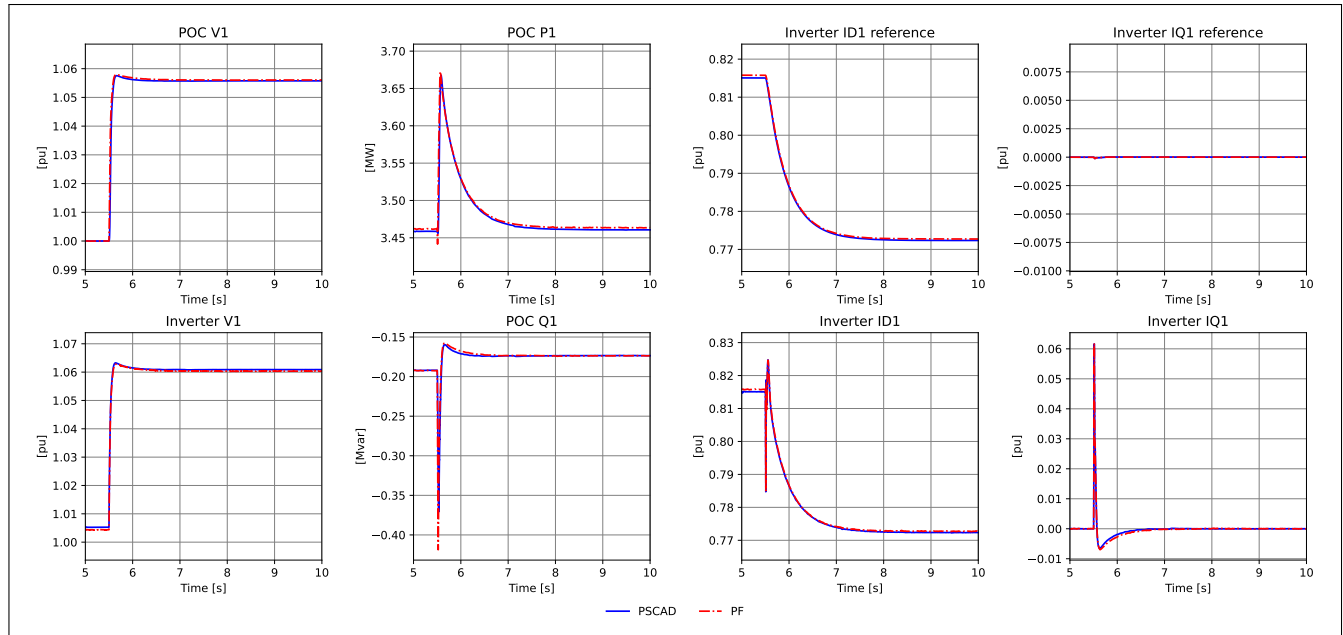 POC V1
POC P1
Inverter ID1 reference
Inverter IQ1 reference
[pu]
1.06
1.05
1.04
1.03
1.02
1.01
1.00
0.99
5 6 7 8 9 10
Time [s]
[MW]
3.70
3.65
3.60
3.55
3.50
3.45
5 6 7 8 9 10
Time [s]
[pu]
0.82
0.81
0.80
0.79
0.78
0.77
5 6 7 8 9 10
Time [s]
[pu]
0.0075
0.0050
0.0025
0.0000
−0.0025
−0.0050
−0.0075
−0.0100
5 6 7 8 9 10
Time [s]
Inverter V1
POC Q1
Inverter ID1
Inverter IQ1
[pu]
1.07
1.06
1.05
1.04
1.03
1.02
1.01
1.00
5 6 7 8 9 10
Time [s]
[Mvar]
−0.15
−0.20
−0.25
−0.30
−0.35
−0.40
5 6 7 8 9 10
Time [s]
[pu]
0.83
0.82
0.81
0.80
0.79
0.78
0.77
5 6 7 8 9 10
Time [s]
[pu]
0.06
0.05
0.04
0.03
0.02
0.01
0.00
−0.01
5 6 7 8 9 10
Time [s]
PSCAD PF